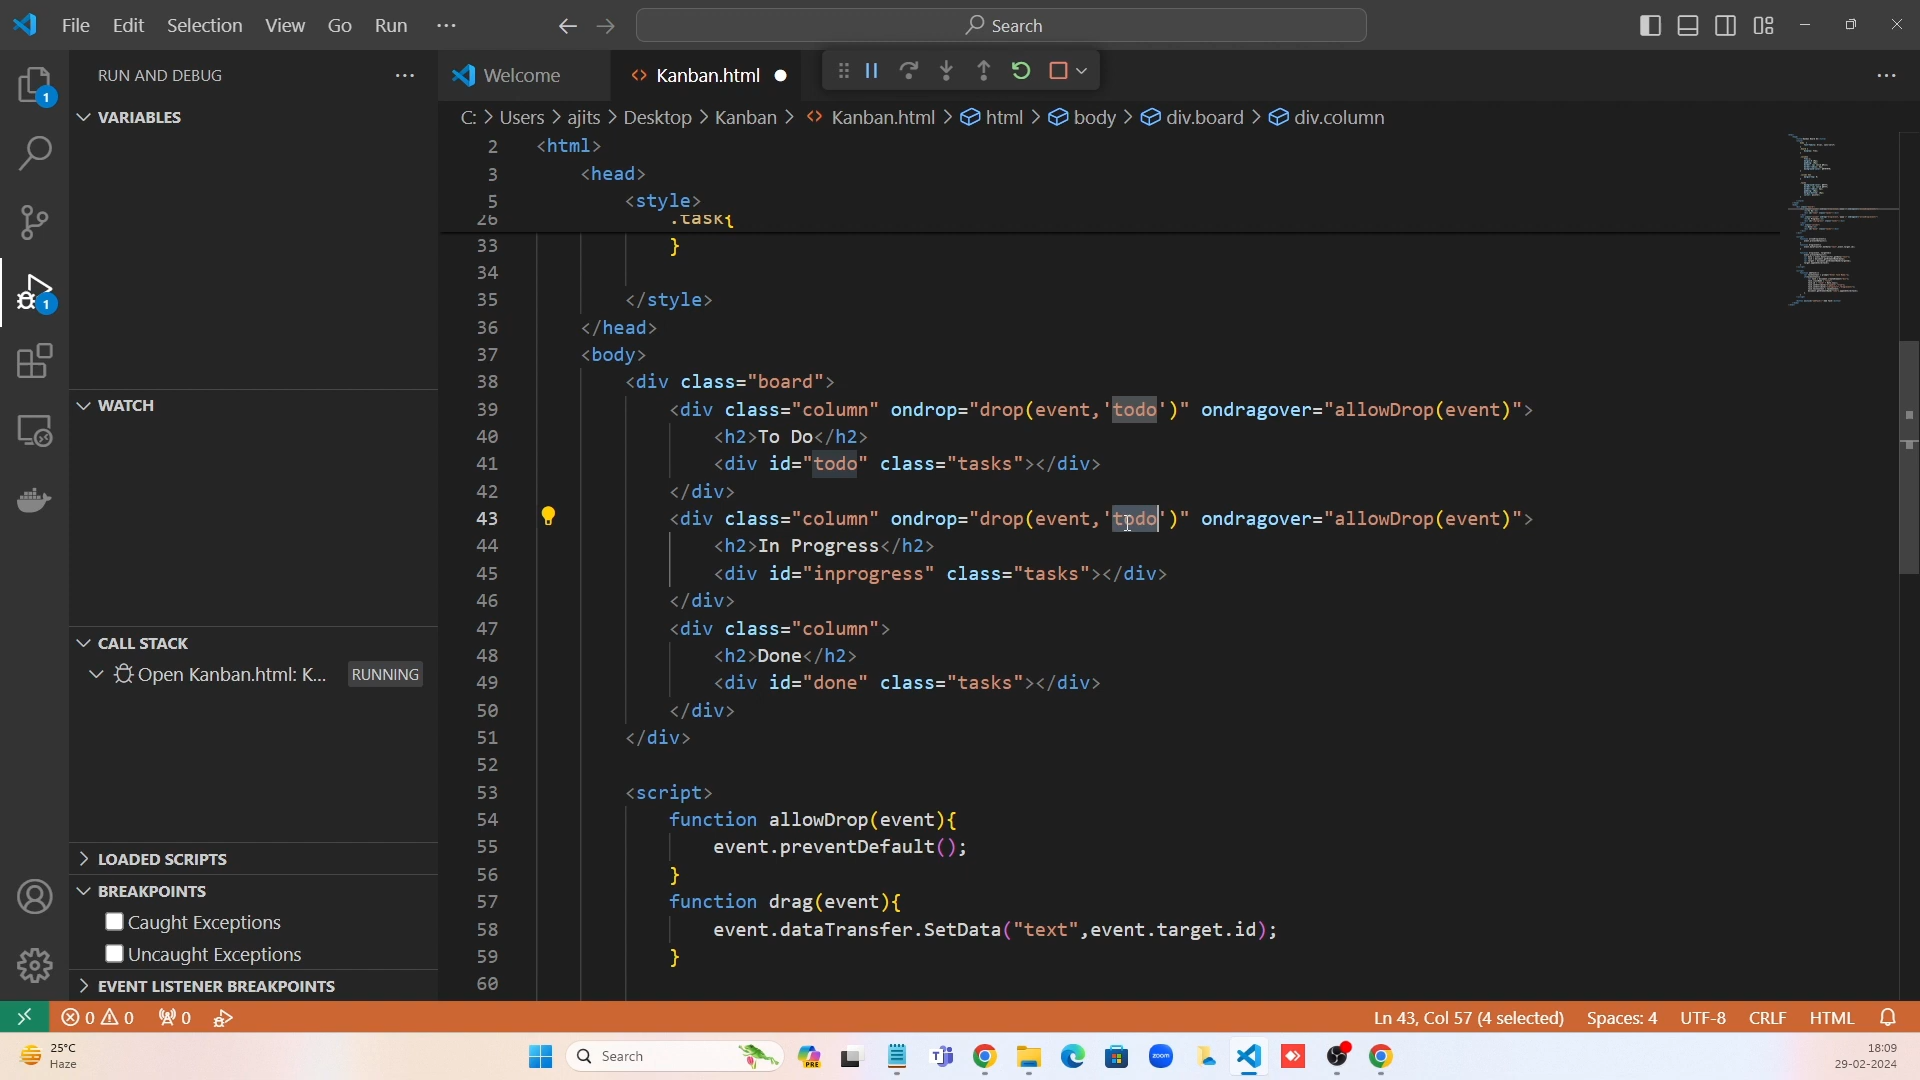 File Edit Selection View Go Run ··· Search
RUN AND DEBUG ···
Welcome Kanban.html ···
VARIABLES
C: > Users > ajits > Desktop > Kanban > Kanban.html > html > body > div.board > div.column
WATCH
CALL STACK
Open Kanban.html: K... RUNNING
LOADED SCRIPTS
BREAKPOINTS
Caught Exceptions
Uncaught Exceptions
EVENT LISTENER BREAKPOINTS
1
1
2 <html>
3 <head>
5 <style>
26 .task{
33 }
34
35 </style>
36 </head>
37 <body>
38 <div class="board">
39 <div class="column" ondrop="drop(event,'todo')" ondragover="allowDrop(event)">
40 <h2>To Do</h2>
41 <div id="todo" class="tasks"></div>
42 </div>
43 <div class="column" ondrop="drop(event,'todo')" ondragover="allowDrop(event)">
44 <h2>In Progress</h2>
45 <div id="inprogress" class="tasks"></div>
46 </div>
47 <div class="column">
48 <h2>Done</h2>
49 <div id="done" class="tasks"></div>
50 </div>
51 </div>
52
53 <script>
54 function allowDrop(event){
55 event.preventDefault();
56 }
57 function drag(event){
58 event.dataTransfer.SetData("text",event.target.id);
59 }
60
0 0 0 Ln 43, Col 57 (4 selected) Spaces: 4 UTF-8 CRLF HTML
25°C
Haze
Search
PRE
zoom
18:09
29-02-2024